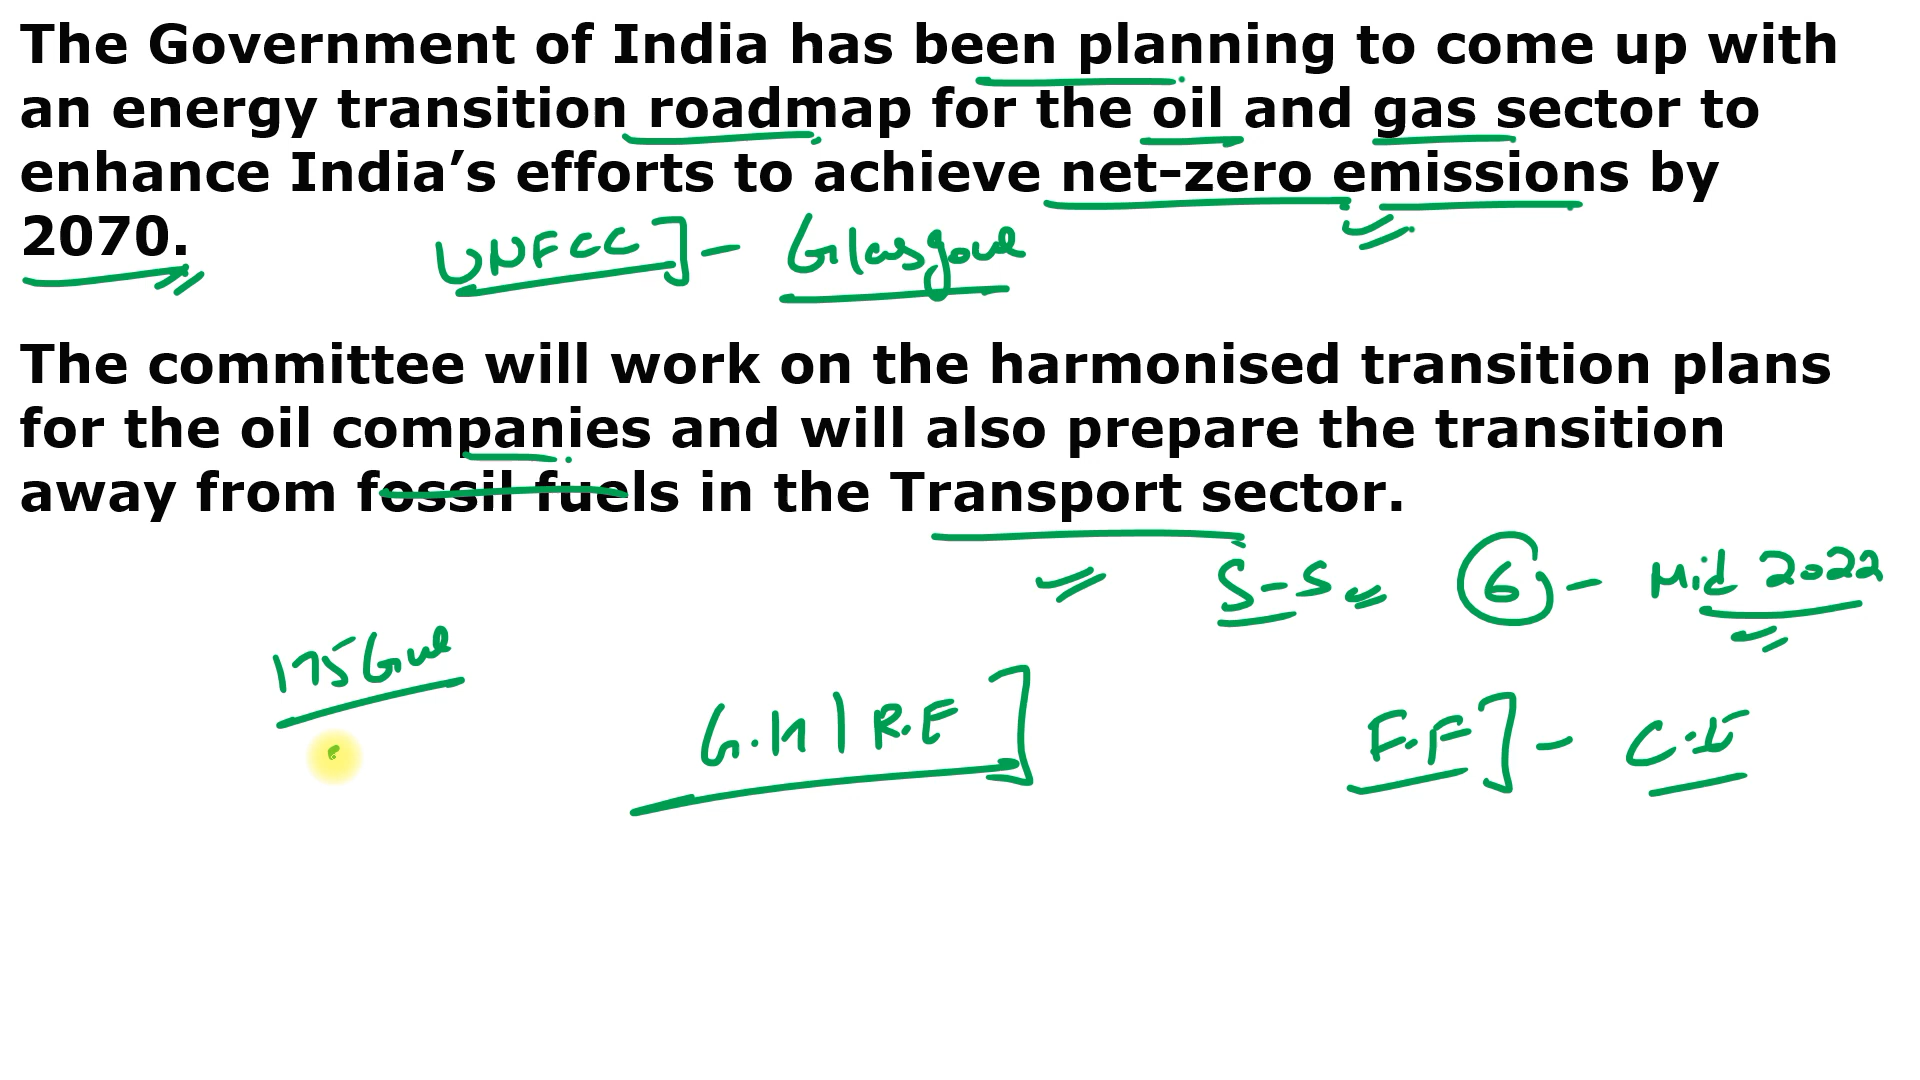 The Government of India has been planning to come up with
an energy transition roadmap for the oil and gas sector to
enhance India’s efforts to achieve net-zero emissions by
2070.
UNFCC] - Glasgow
The committee will work on the harmonised transition plans
for the oil companies and will also prepare the transition
away from fossil fuels in the Transport sector.
S-S 6 - Mid 2022
175 GW
G.H | R.E ]
F.F ] -